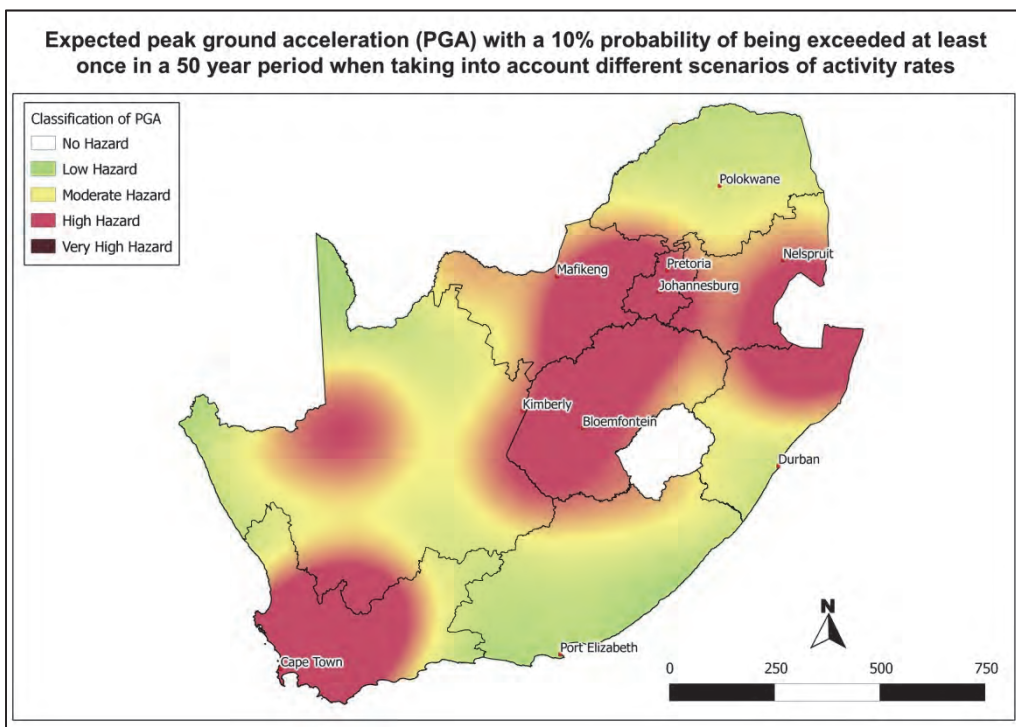 Expected peak ground acceleration (PGA) with a 10% probability of being exceeded at least
once in a 50 year period when taking into account different scenarios of activity rates
Classification of PGA
No Hazard
Low Hazard
Moderate Hazard
High Hazard
Very High Hazard
Polokwane
Nelspruit
Pretoria
Mafikeng
Johannesburg
Kimberly
Bloemfontein
Durban
N
Port Elizabeth
Cape Town
0 250 500 750